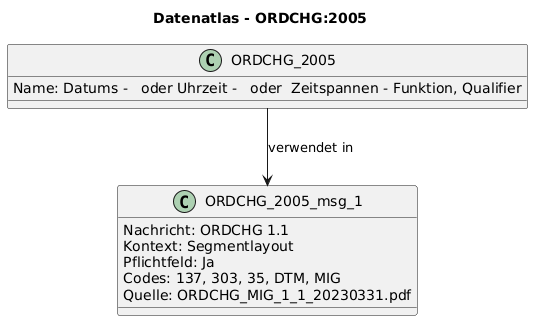 Datenatlas - ORDCHG:2005
C ORDCHG_2005
Name: Datums -   oder Uhrzeit -   oder  Zeitspannen - Funktion, Qualifier
verwendet in
C ORDCHG_2005_msg_1
Nachricht: ORDCHG 1.1
Kontext: Segmentlayout
Pflichtfeld: Ja
Codes: 137, 303, 35, DTM, MIG
Quelle: ORDCHG_MIG_1_1_20230331.pdf